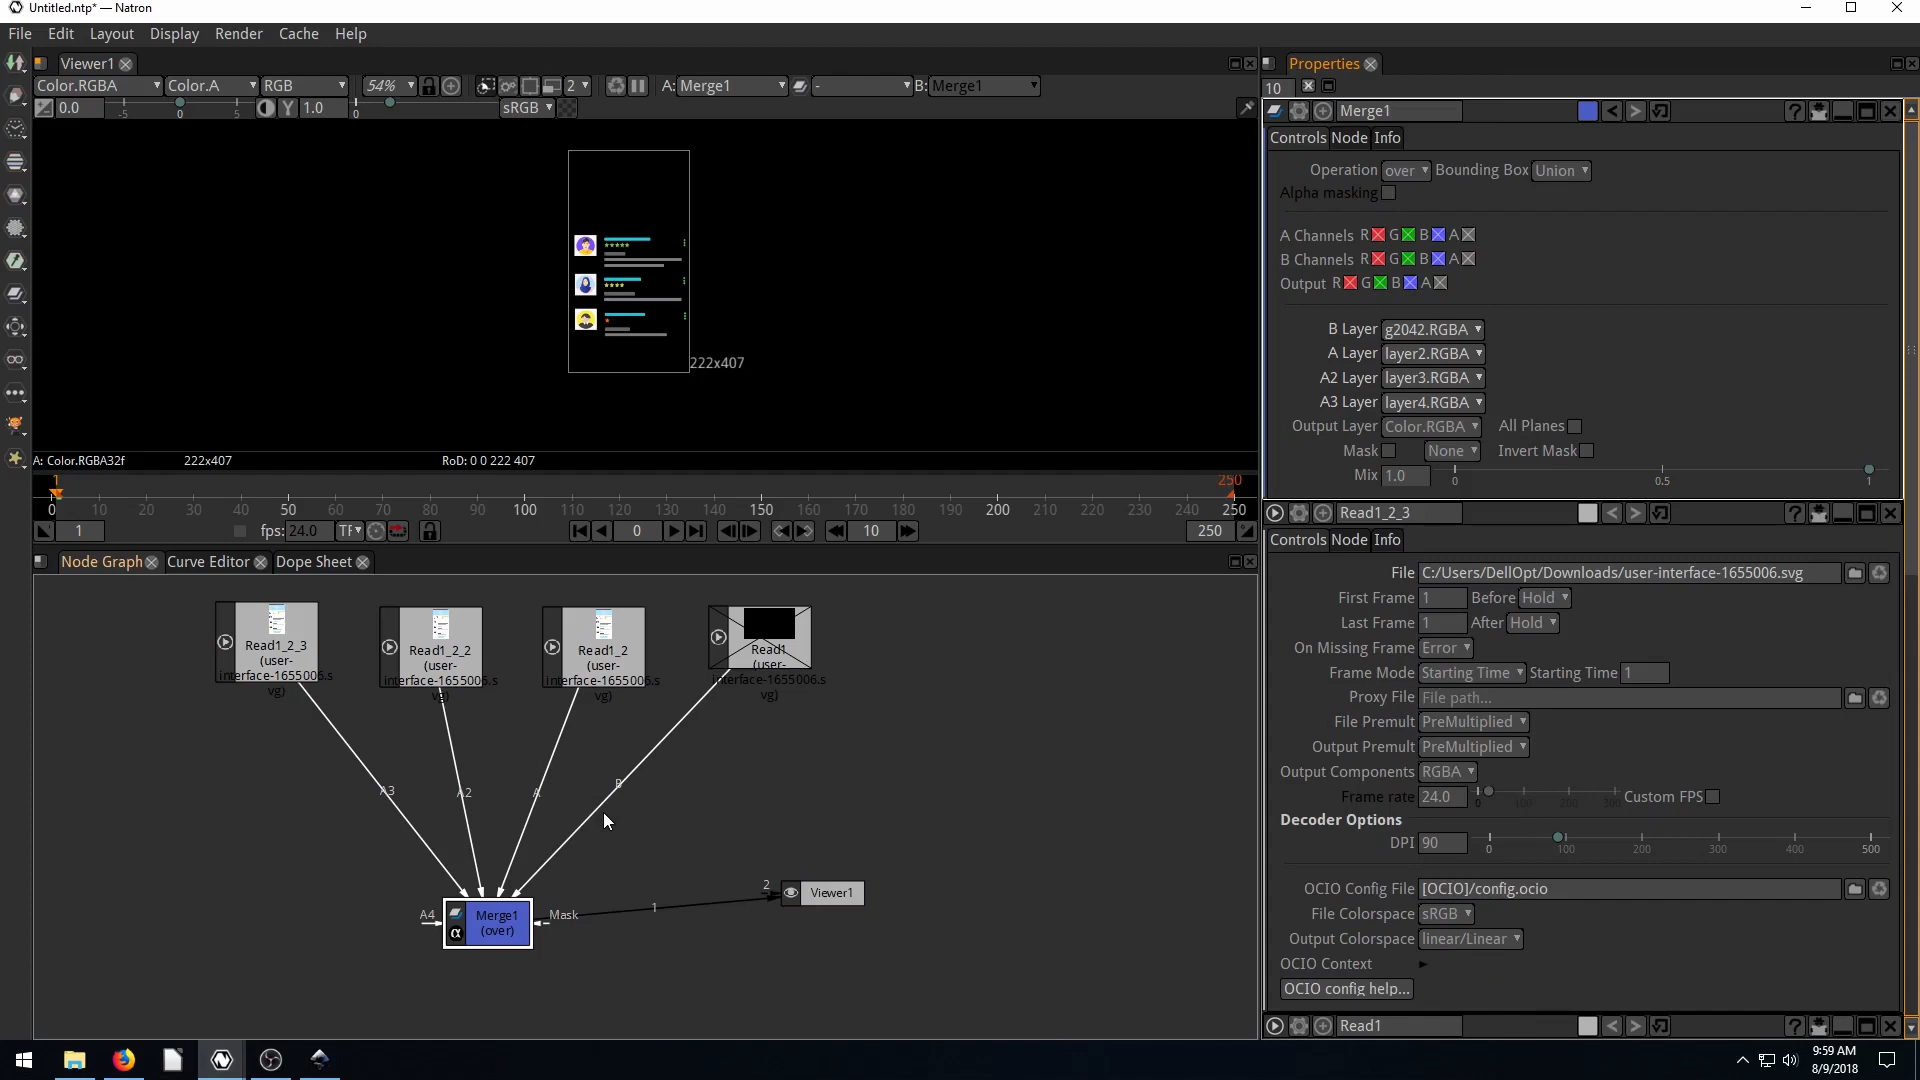 Untitled.ntp* — Natron
File Edit Layout Display Render Cache Help
Viewer1
Color.RGBA Color.A RGB 54% 2 A: Merge1 - B: Merge1
0.0 -5 0 5 Y 1.0 0 sRGB
222x407
A: Color.RGBA32f 222x407 RoD: 0 0 222 407
1 250
0 10 20 30 40 50 60 70 80 90 100 110 120 130 140 150 160 170 180 190 200 210 220 230 240 250
1 fps: 24.0 TF 0 10 250
Node Graph Curve Editor Dope Sheet
Read1_2_3
(user-
interface-1655006.s
vg)
Read1_2_2
(user-
interface-1655006.s
vg)
Read1_2
(user-
interface-1655006.s
vg)
Read1
(user-
interface-1655006.s
vg)
A3 A2 A B
A4 Merge1
(over)
Mask 1 2 Viewer1
Properties
10
Merge1 ?
Controls Node Info
Operation over Bounding Box Union
Alpha masking
A Channels R G B A
B Channels R G B A
Output R G B A
B Layer g2042.RGBA
A Layer layer2.RGBA
A2 Layer layer3.RGBA
A3 Layer layer4.RGBA
Output Layer Color.RGBA All Planes
Mask None Invert Mask
Mix 1.0 0 0.5 1
Read1_2_3 ?
Controls Node Info
File C:/Users/DellOpt/Downloads/user-interface-1655006.svg
First Frame 1 Before Hold
Last Frame 1 After Hold
On Missing Frame Error
Frame Mode Starting Time Starting Time 1
Proxy File File path...
File Premult PreMultiplied
Output Premult PreMultiplied
Output Components RGBA
Frame rate 24.0 0 100 200 300 Custom FPS
Decoder Options
DPI 90 0 100 200 300 400 500
OCIO Config File [OCIO]/config.ocio
File Colorspace sRGB
Output Colorspace linear/Linear
OCIO Context
OCIO config help...
Read1 ?
9:59 AM
8/9/2018